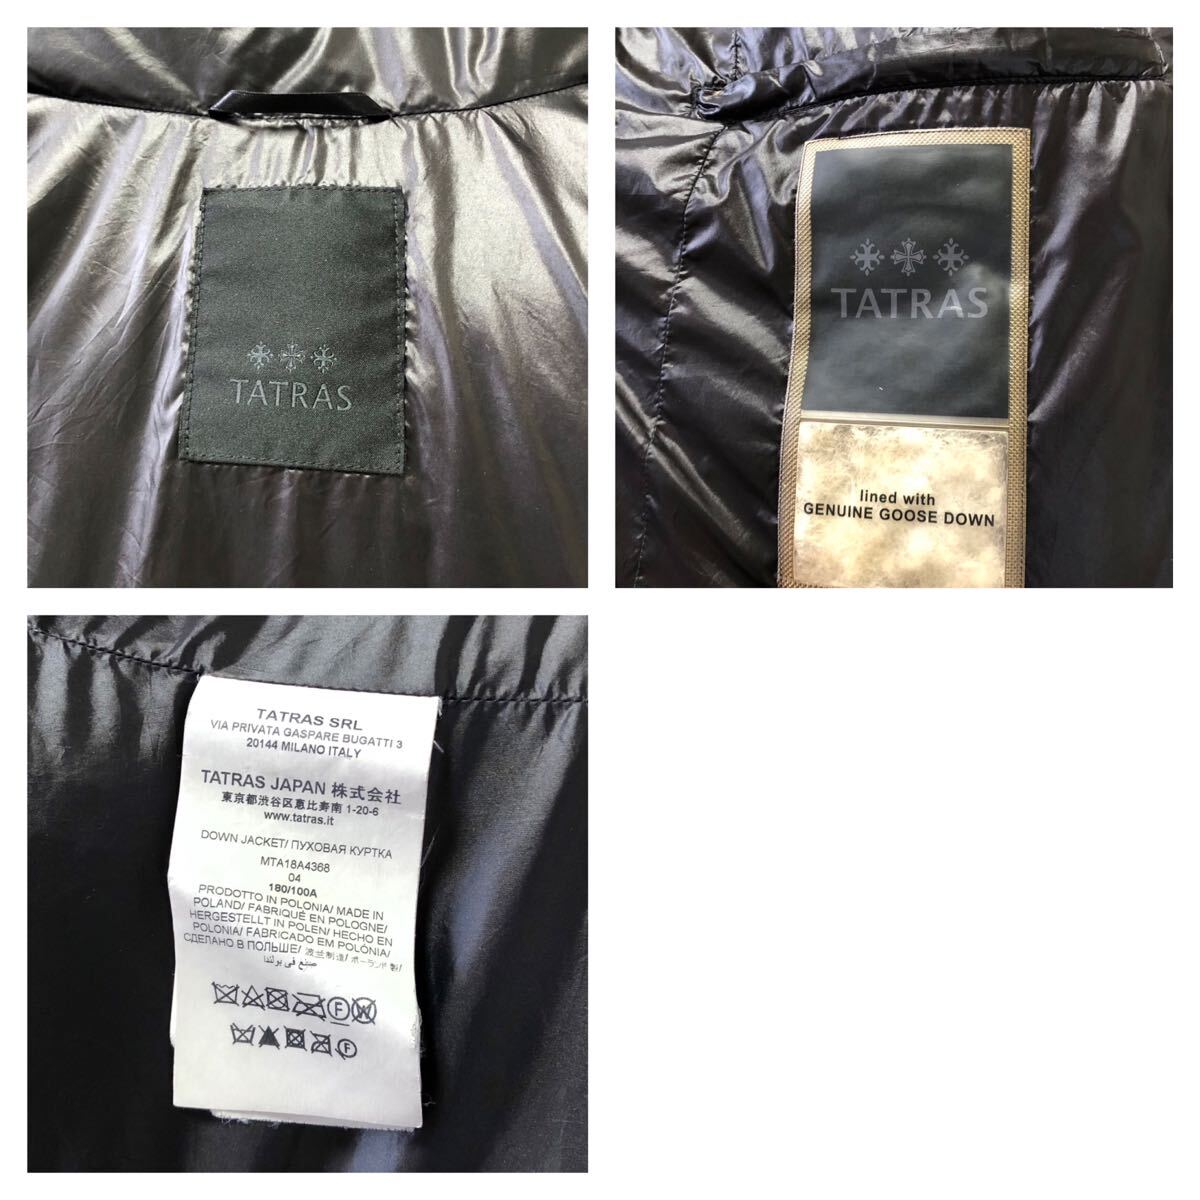 TATRAS
TATRAS
lined with
GENUINE GOOSE DOWN
TATRAS SRL
VIA PRIVATA GASPARE BUGATTI 3
20144 MILANO ITALY
TATRAS JAPAN 株式会社
東京都渋谷区恵比寿南 1-20-6
www.tatras.it
DOWN JACKET/ ПУХОВАЯ КУРТКА
MTA18A4368
04
180/100A
PRODOTTO IN POLONIA/ MADE IN
POLAND/ FABRIQUÉ EN POLOGNE/
HERGESTELLT IN POLEN/ HECHO EN
POLONIA/ FABRICADO EM POLÓNIA/
СДЕЛАНО В ПОЛЬШЕ/ 波兰制造/ ポーランド製/
صنع في بولندا
F W
F